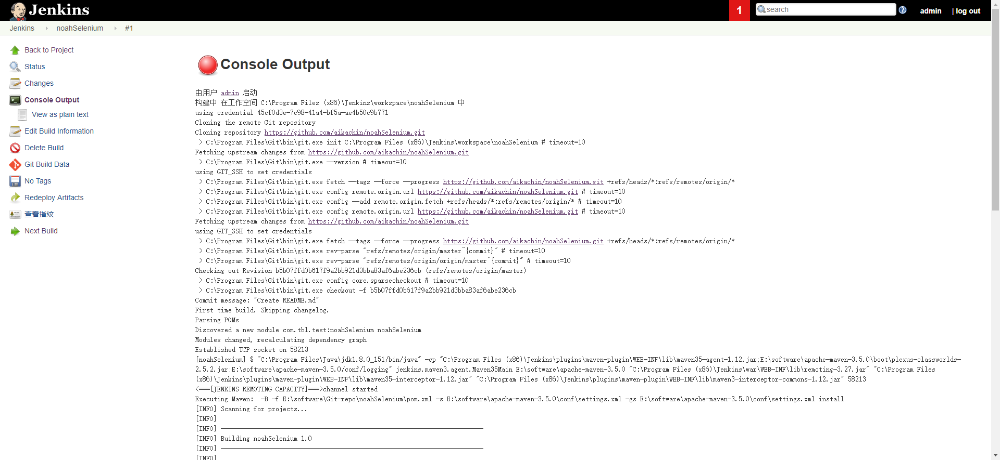 Jenkins
1
search
admin
| log out
Jenkins
noahSelenium
#1
Back to Project
Status
Changes
Console Output
View as plain text
Edit Build Information
Delete Build
Git Build Data
No Tags
Redeploy Artifacts
查看指纹
Next Build
Console Output
由用户 admin 启动
构建中 在工作空间 C:\Program Files (x86)\Jenkins\workspace\noahSelenium 中
using credential 45cf0d3e-7c98-41a4-bf5a-ae4b50c9b771
Cloning the remote Git repository
Cloning repository https://github.com/aikachin/noahSelenium.git
> C:\Program Files\Git\bin\git.exe init C:\Program Files (x86)\Jenkins\workspace\noahSelenium # timeout=10
Fetching upstream changes from https://github.com/aikachin/noahSelenium.git
> C:\Program Files\Git\bin\git.exe --version # timeout=10
using GIT_SSH to set credentials
> C:\Program Files\Git\bin\git.exe fetch --tags --force --progress https://github.com/aikachin/noahSelenium.git +refs/heads/*:refs/remotes/origin/*
> C:\Program Files\Git\bin\git.exe config remote.origin.url https://github.com/aikachin/noahSelenium.git # timeout=10
> C:\Program Files\Git\bin\git.exe config --add remote.origin.fetch +refs/heads/*:refs/remotes/origin/* # timeout=10
> C:\Program Files\Git\bin\git.exe config remote.origin.url https://github.com/aikachin/noahSelenium.git # timeout=10
Fetching upstream changes from https://github.com/aikachin/noahSelenium.git
using GIT_SSH to set credentials
> C:\Program Files\Git\bin\git.exe fetch --tags --force --progress https://github.com/aikachin/noahSelenium.git +refs/heads/*:refs/remotes/origin/*
> C:\Program Files\Git\bin\git.exe rev-parse "refs/remotes/origin/master^{commit}" # timeout=10
> C:\Program Files\Git\bin\git.exe rev-parse "refs/remotes/origin/origin/master^{commit}" # timeout=10
Checking out Revision b5b07ffd0b617f9a2bb921d3bba83af6abe236cb (refs/remotes/origin/master)
> C:\Program Files\Git\bin\git.exe config core.sparsecheckout # timeout=10
> C:\Program Files\Git\bin\git.exe checkout -f b5b07ffd0b617f9a2bb921d3bba83af6abe236cb
Commit message: "Create README.md"
First time build. Skipping changelog.
Parsing POMs
Discovered a new module com.tbl.test:noahSelenium noahSelenium
Modules changed, recalculating dependency graph
Established TCP socket on 58213
[noahSelenium] $ "C:\Program Files\Java\jdk1.8.0_151/bin/java" -cp "C:\Program Files (x86)\Jenkins\plugins\maven-plugin\WEB-INF\lib\maven35-agent-1.12.jar;E:\software\apache-maven-3.5.0\boot\plexus-classworlds-
2.5.2.jar;E:\software\apache-maven-3.5.0/conf/logging" jenkins.maven3.agent.Maven35Main E:\software\apache-maven-3.5.0 "C:\Program Files (x86)\Jenkins\war\WEB-INF\lib\remoting-3.27.jar" "C:\Program Files
(x86)\Jenkins\plugins\maven-plugin\WEB-INF\lib\maven35-interceptor-1.12.jar" "C:\Program Files (x86)\Jenkins\plugins\maven-plugin\WEB-INF\lib\maven3-interceptor-commons-1.12.jar" 58213
<===[JENKINS REMOTING CAPACITY]===>channel started
Executing Maven:  -B -f E:\software\Git-repo\noahSelenium\pom.xml -s E:\software\apache-maven-3.5.0\conf\settings.xml -gs E:\software\apache-maven-3.5.0\conf\settings.xml install
[INFO] Scanning for projects...
[INFO]
[INFO] ------------------------------------------------------------------------
[INFO] Building noahSelenium 1.0
[INFO] ------------------------------------------------------------------------
[INFO]